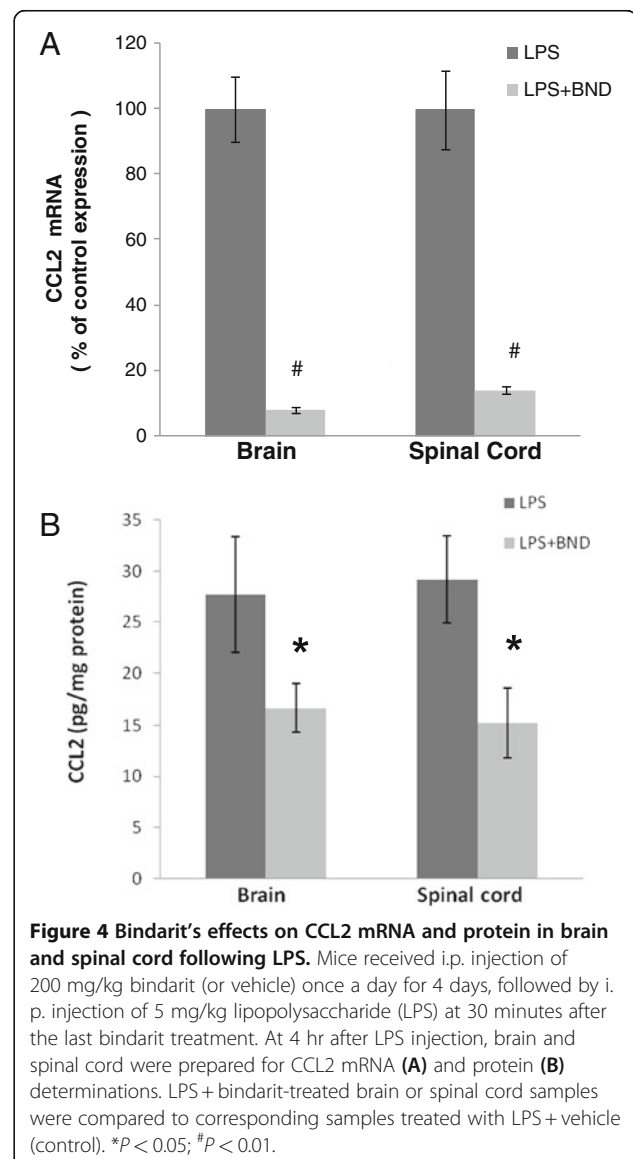 A
LPS
LPS+BND
CCL2 mRNA
( % of control expression )
120
100
80
60
40
20
0
#
#
Brain
Spinal Cord
B
LPS
LPS+BND
CCL2 (pg/mg protein)
35
30
25
20
15
10
5
0
*
*
Brain
Spinal cord
Figure 4 Bindarit's effects on CCL2 mRNA and protein in brain
and spinal cord following LPS. Mice received i.p. injection of
200 mg/kg bindarit (or vehicle) once a day for 4 days, followed by i.
p. injection of 5 mg/kg lipopolysaccharide (LPS) at 30 minutes after
the last bindarit treatment. At 4 hr after LPS injection, brain and
spinal cord were prepared for CCL2 mRNA (A) and protein (B)
determinations. LPS + bindarit-treated brain or spinal cord samples
were compared to corresponding samples treated with LPS + vehicle
(control). *P < 0.05; #P < 0.01.